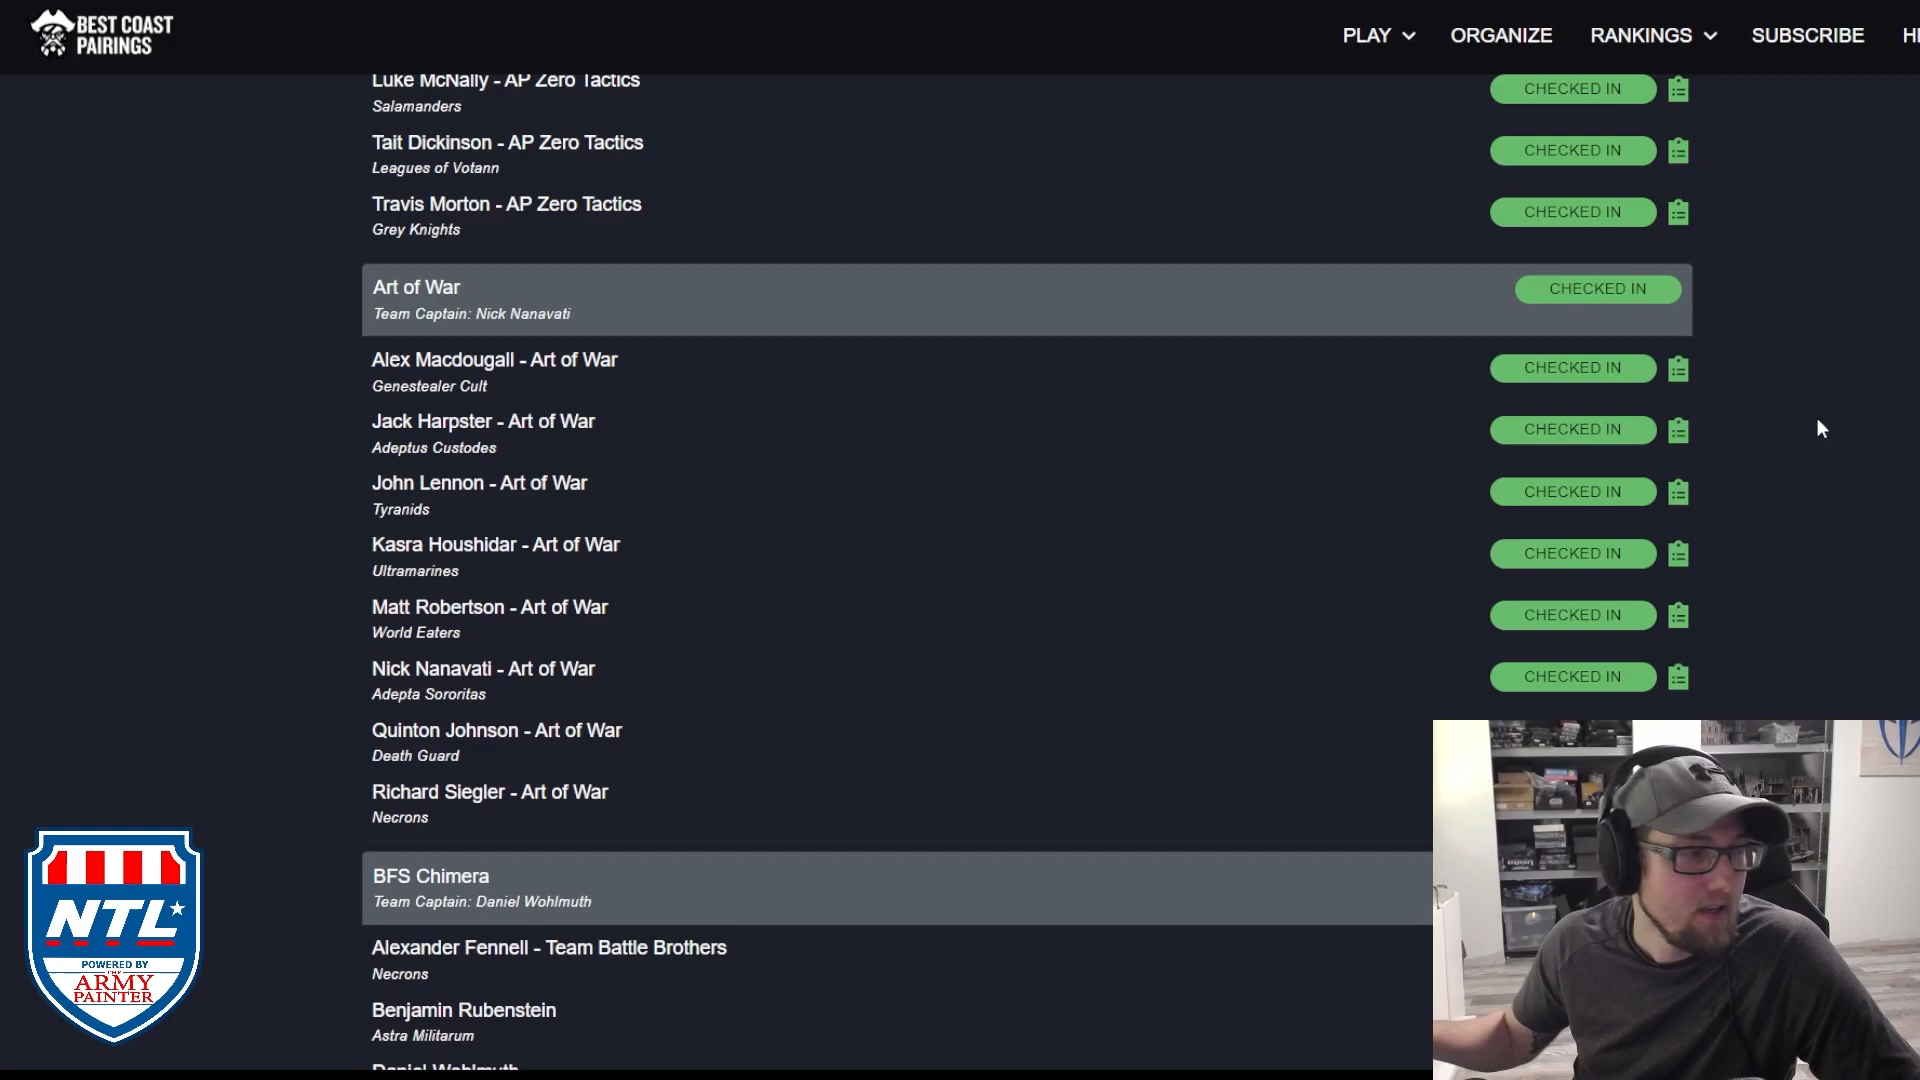 BEST COAST
PAIRINGS
PLAY ORGANIZE RANKINGS SUBSCRIBE
Luke McNally - AP Zero Tactics
CHECKED IN
Salamanders
Tait Dickinson - AP Zero Tactics
CHECKED IN
Leagues of Votann
Travis Morton - AP Zero Tactics
CHECKED IN
Grey Knights
Art of War
CHECKED IN
Team Captain: Nick Nanavati
Alex Macdougall - Art of War
CHECKED IN
Genestealer Cult
Jack Harpster - Art of War
CHECKED IN
Adeptus Custodes
John Lennon - Art of War
CHECKED IN
Tyranids
Kasra Houshidar - Art of War
CHECKED IN
Ultramarines
Matt Robertson - Art of War
CHECKED IN
World Eaters
Nick Nanavati - Art of War
CHECKED IN
Adepta Sororitas
Quinton Johnson - Art of War
Death Guard
Richard Siegler - Art of War
Necrons
BFS Chimera
Team Captain: Daniel Wohlmuth
Alexander Fennell - Team Battle Brothers
Necrons
Benjamin Rubenstein
Astra Militarum
Daniel Wohlmuth
NTL
POWERED BY
THE
ARMY
PAINTER